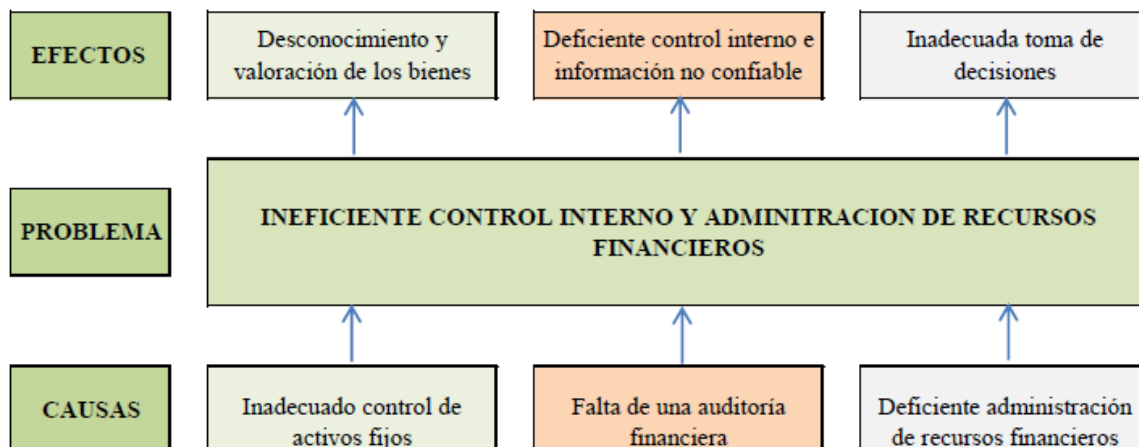 EFECTOS
Desconocimiento y
valoración de los bienes
Deficiente control interno e
información no confiable
Inadecuada toma de
decisiones
PROBLEMA
INEFICIENTE CONTROL INTERNO Y ADMINITRACION DE RECURSOS
FINANCIEROS
CAUSAS
Inadecuado control de
activos fijos
Falta de una auditoría
financiera
Deficiente administración
de recursos financieros